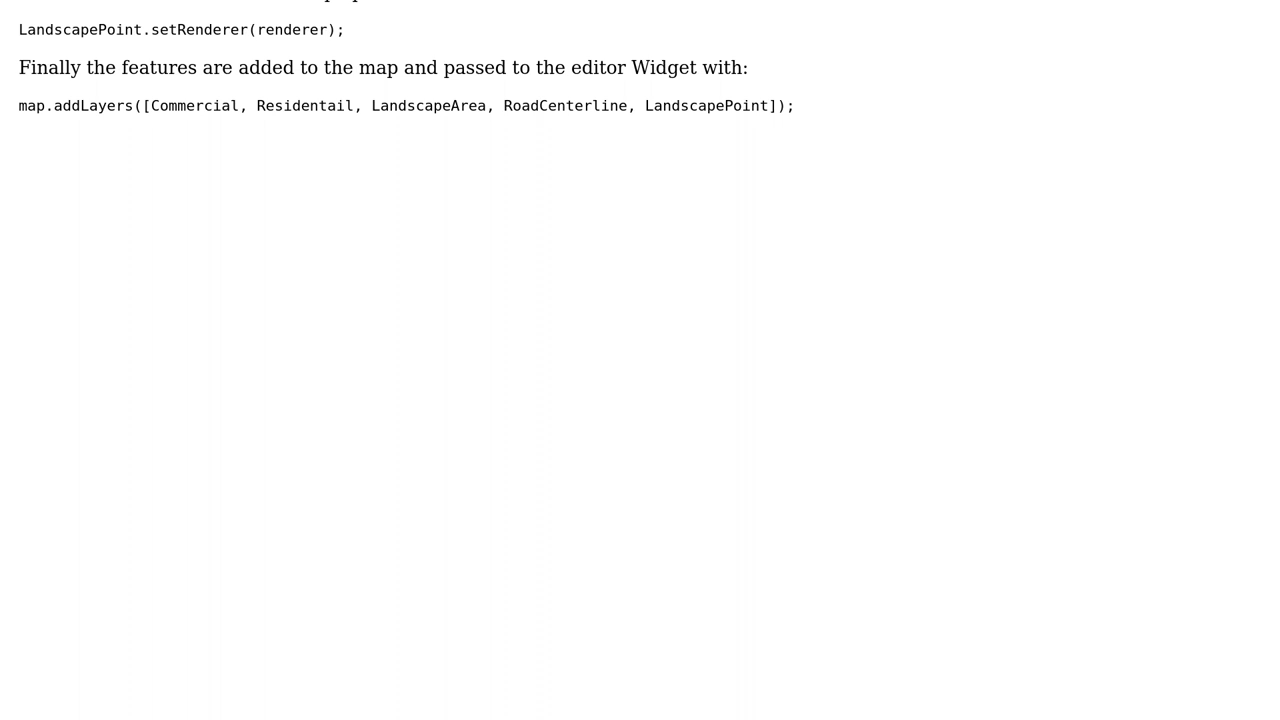 LandscapePoint.setRenderer(renderer);
Finally the features are added to the map and passed to the editor Widget with:
map.addLayers([Commercial, Residentail, LandscapeArea, RoadCenterline, LandscapePoint]);